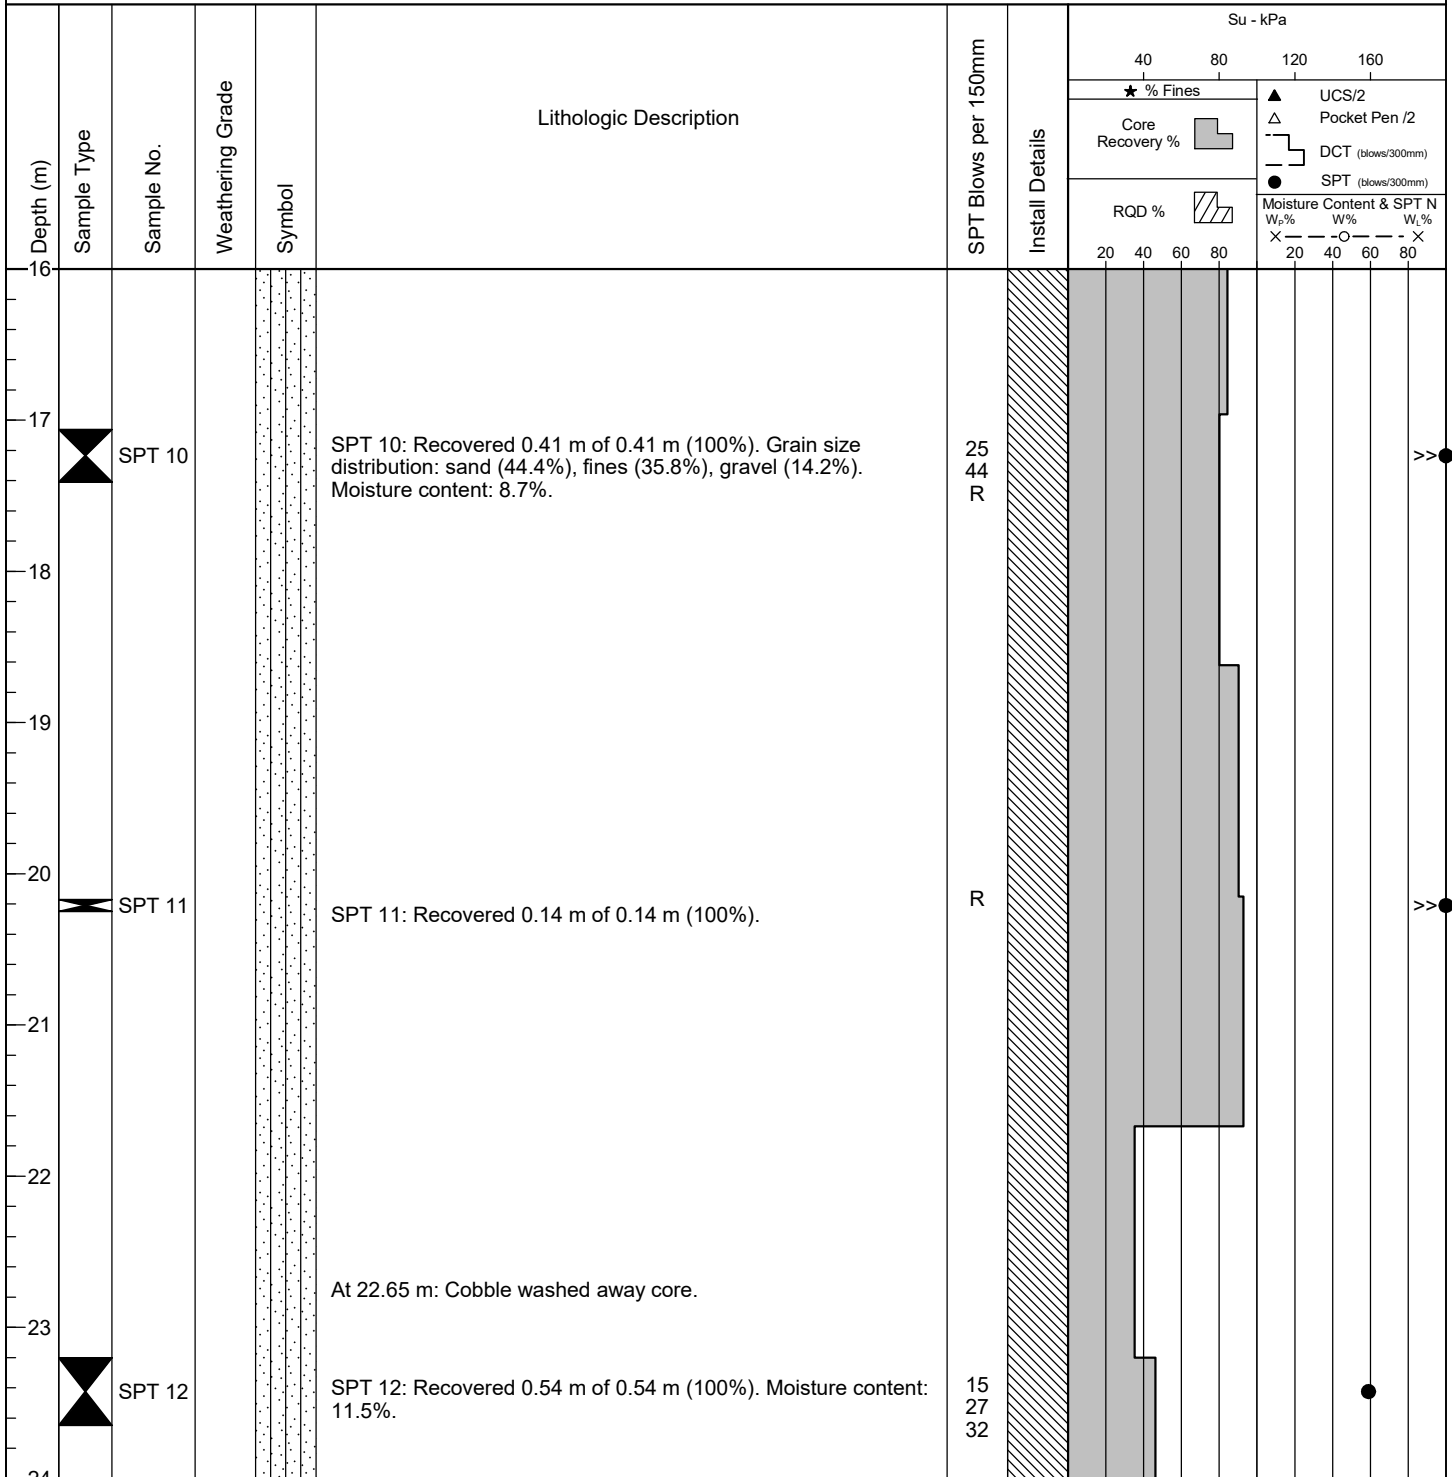 Su - kPa
40 80 120 160
★ % Fines
Core
Recovery %
RQD %
20 40 60 80
▲ UCS/2
△ Pocket Pen /2
DCT (blows/300mm)
● SPT (blows/300mm)
Moisture Content & SPT N
WP% W% WL%
20 40 60 80
Depth (m)
Sample Type
Sample No.
Weathering Grade
Symbol
Lithologic Description
SPT Blows per 150mm
Install Details
16
17
SPT 10
SPT 10: Recovered 0.41 m of 0.41 m (100%). Grain size
distribution: sand (44.4%), fines (35.8%), gravel (14.2%).
Moisture content: 8.7%.
25
44
R
>>
18
19
20
SPT 11
SPT 11: Recovered 0.14 m of 0.14 m (100%).
R
>>
21
22
At 22.65 m: Cobble washed away core.
23
SPT 12
SPT 12: Recovered 0.54 m of 0.54 m (100%). Moisture content:
11.5%.
15
27
32
24